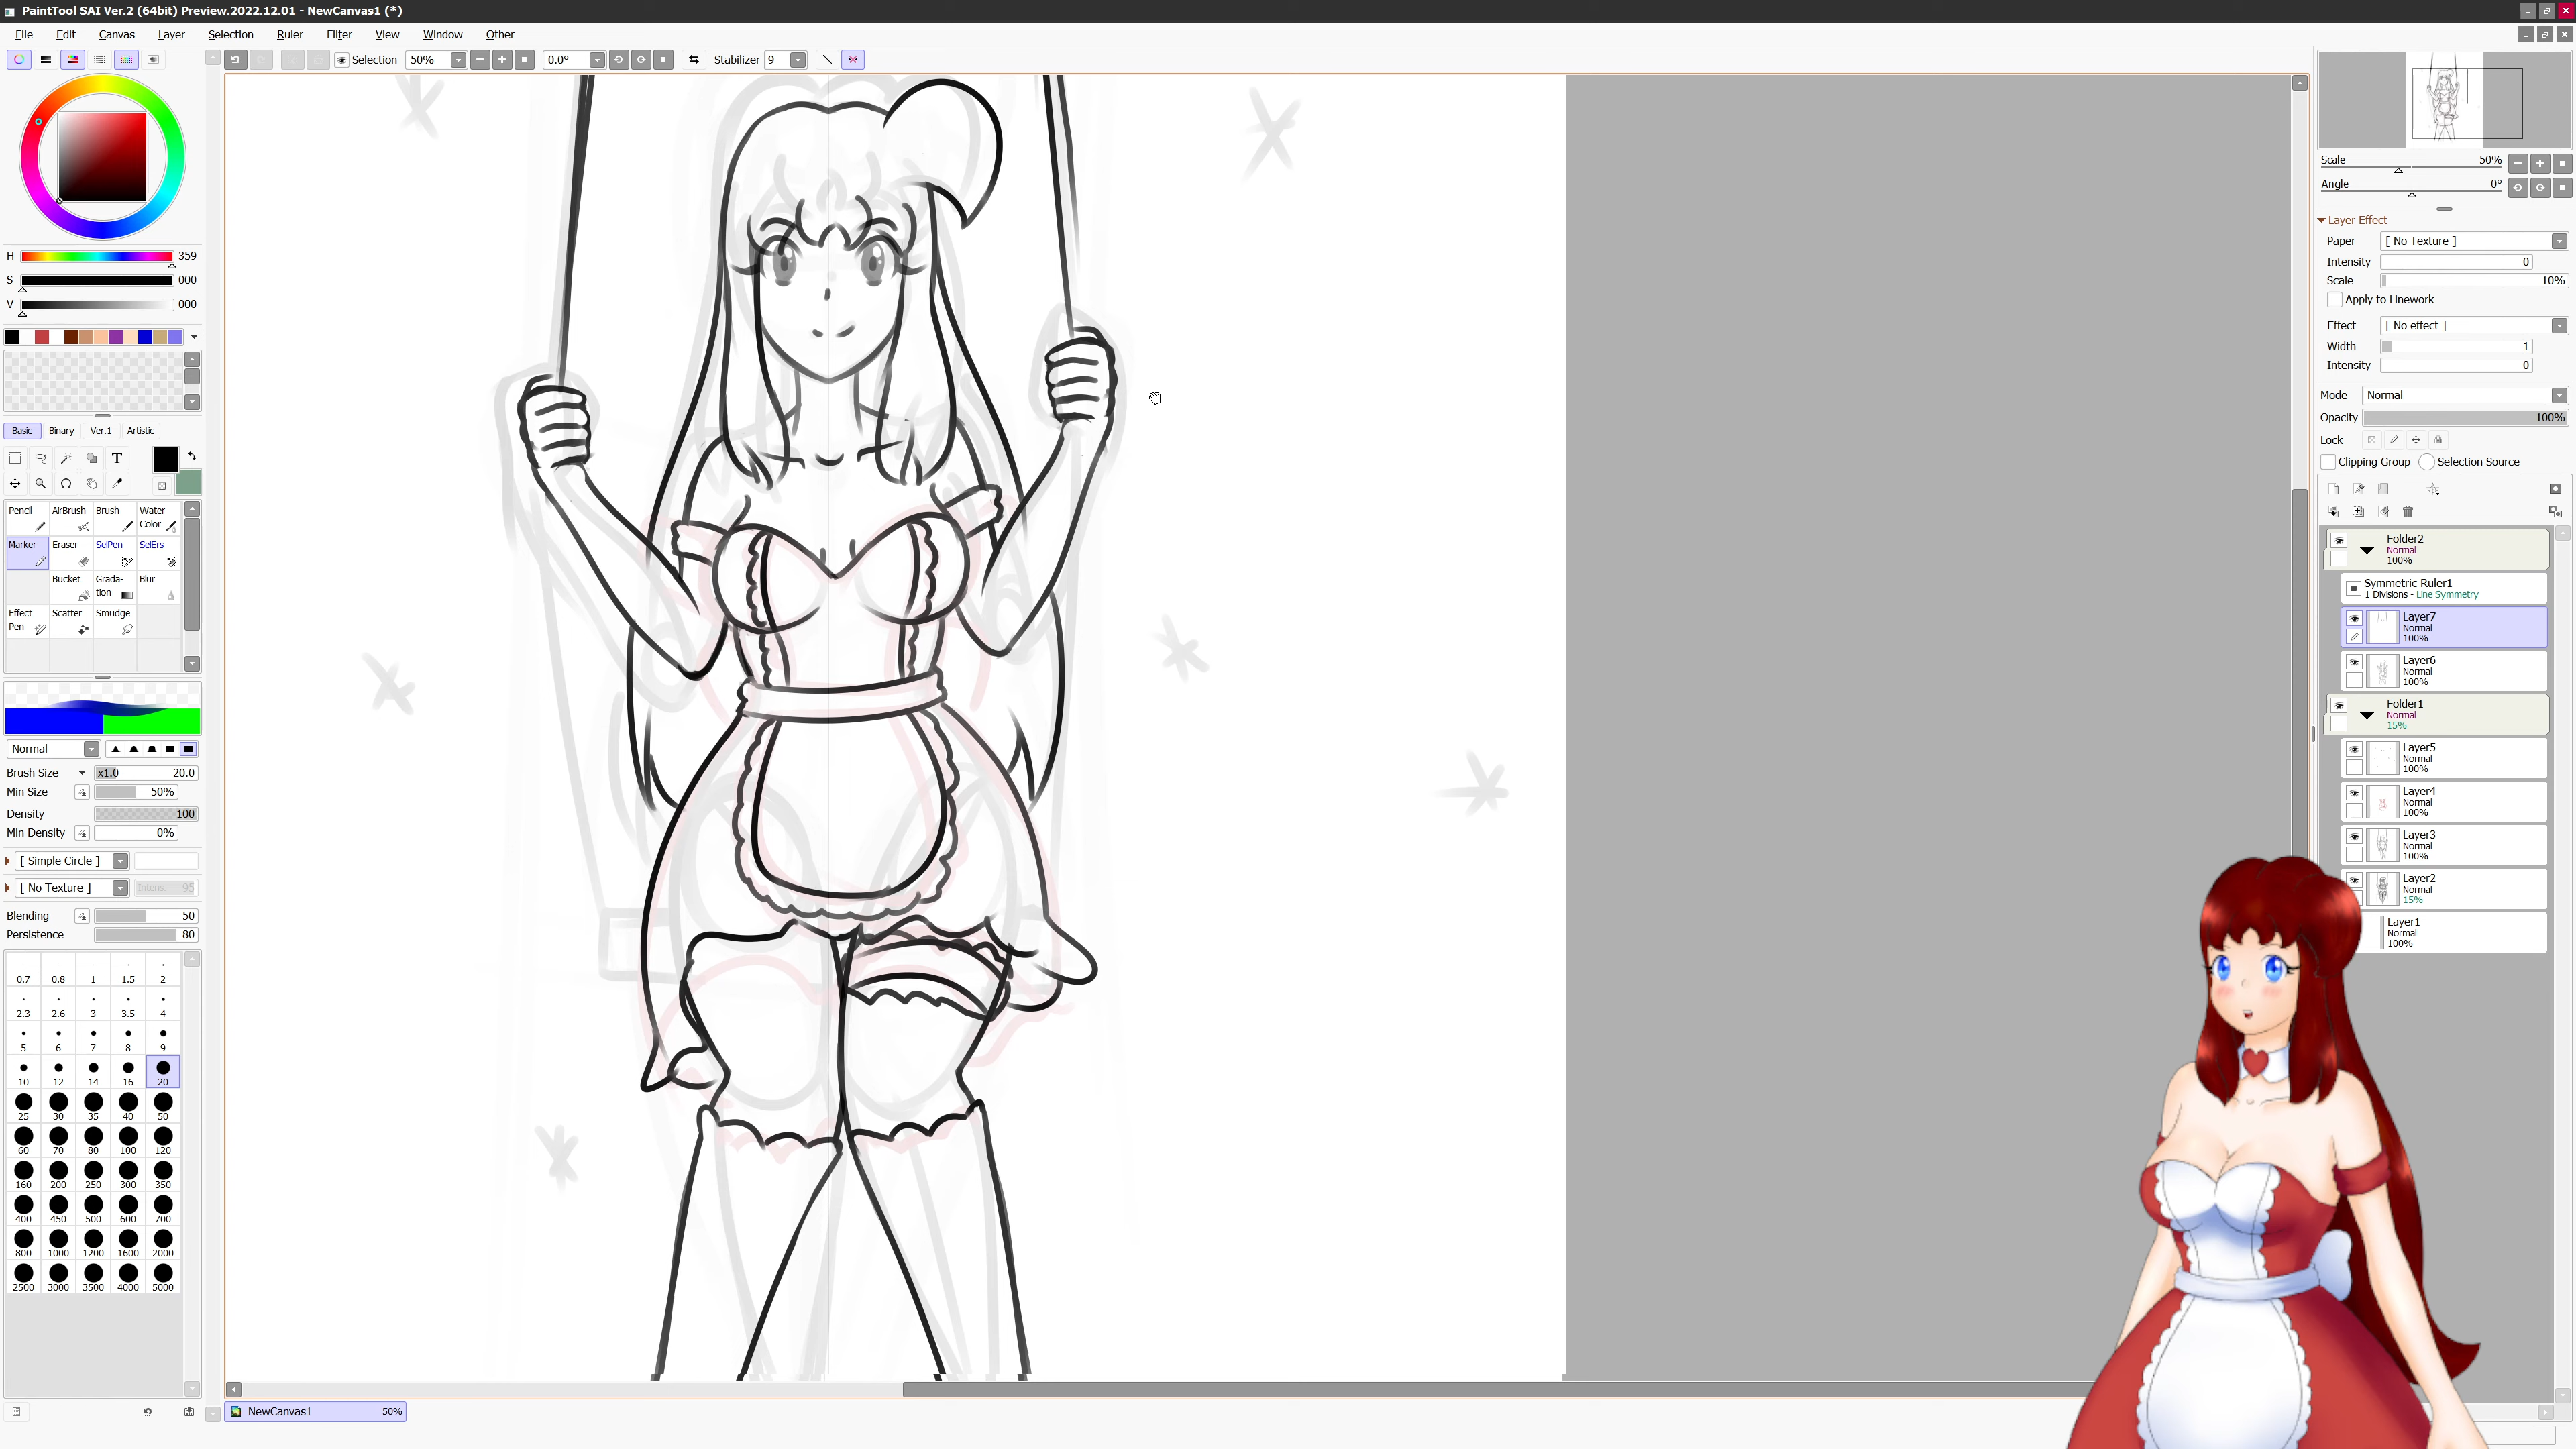 PaintTool SAI Ver.2 (64bit) Preview.2022.12.01 - NewCanvas1 (*)
File Edit Canvas Layer Selection Ruler Filter View Window Other
Selection 50% 0.0° Stabilizer 9
H 359
S 000
V 000
Basic Binary Ver.1 Artistic
T
Pencil AirBrush Brush Water Color
Marker Eraser SelPen SelErs
Bucket Grada-tion Blur
Effect Pen Scatter Smudge
Normal
Brush Size x1.0 20.0
Min Size 50%
Density 100
Min Density 0%
[ Simple Circle ]
[ No Texture ] Intens. 95
Blending 50
Persistence 80
0.7 0.8 1 1.5 2
2.3 2.6 3 3.5 4
5 6 7 8 9
10 12 14 16 20
25 30 35 40 50
60 70 80 100 120
160 200 250 300 350
400 450 500 600 700
800 1000 1200 1600 2000
2500 3000 3500 4000 5000
NewCanvas1 50%
Scale 50%
Angle 0°
Layer Effect
Paper [ No Texture ]
Intensity 0
Scale 10%
Apply to Linework
Effect [ No effect ]
Width 1
Intensity 0
Mode Normal
Opacity 100%
Lock
Clipping Group Selection Source
Folder2
Normal
100%
Symmetric Ruler1
1 Divisions - Line Symmetry
Layer7
Normal
100%
Layer6
Normal
100%
Folder1
Normal
15%
Layer5
Normal
100%
Layer4
Normal
100%
Layer3
Normal
100%
Layer2
Normal
15%
Layer1
Normal
100%